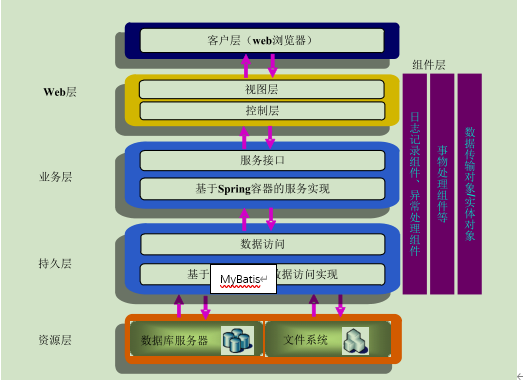 客户层（web浏览器）
组件层
Web层
视图层
控制层
业务层
服务接口
基于Spring容器的服务实现
持久层
数据访问
基于
MyBatis
数据访问实现
资源层
数据库服务器
文件系统
日志记录组件、异常处理组件
事物处理组件等
数据传输对象/实体对象